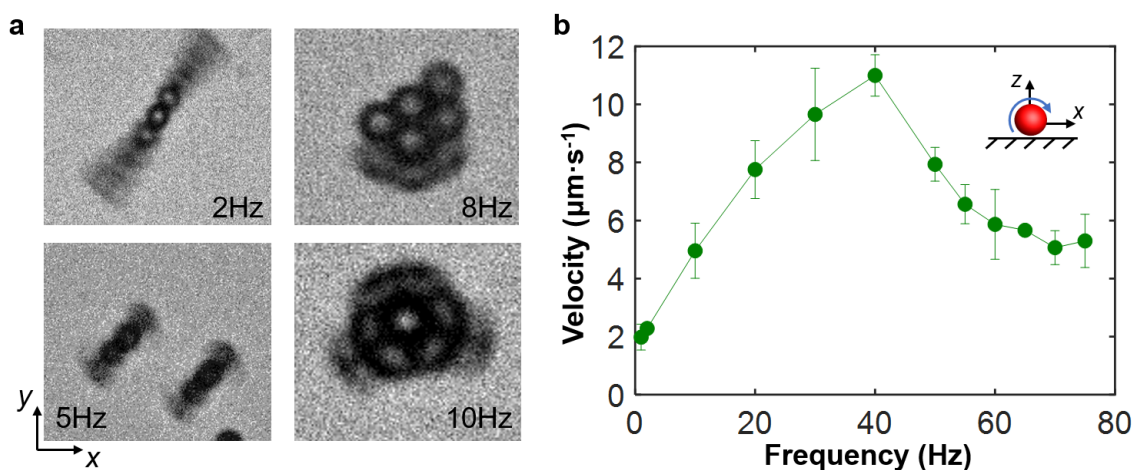 a
2Hz
8Hz
5Hz
10Hz
y
x
b
Velocity (μm·s⁻¹)
12
10
8
6
4
2
0
0 20 40 60 80
Frequency (Hz)
z
x